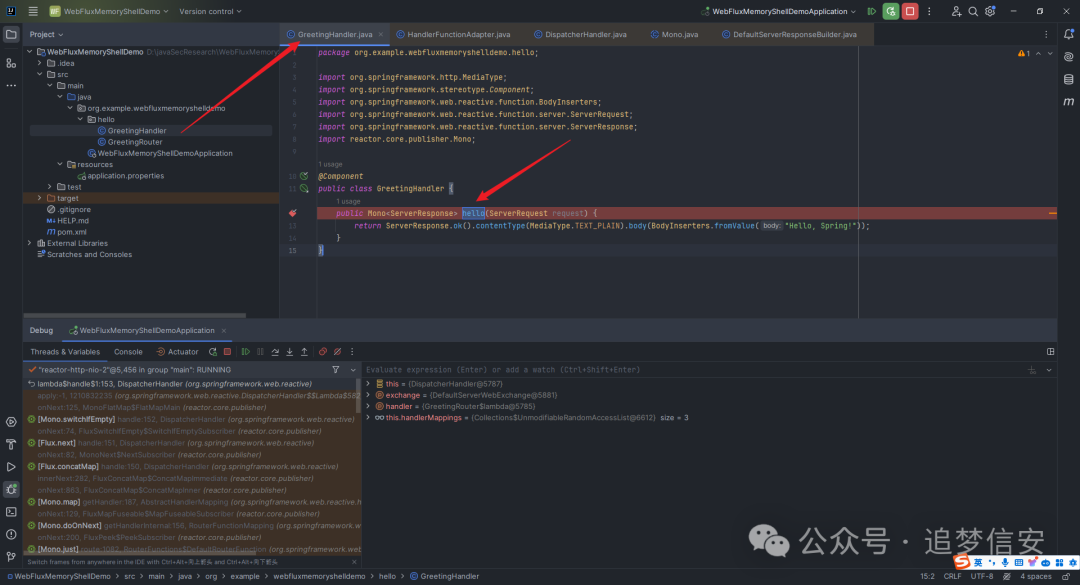 WF WebFluxMemoryShellDemo Version control WebFluxMemoryShellDemoApplication
Project
GreetingHandler.java HandlerFunctionAdapter.java DispatcherHandler.java Mono.java DefaultServerResponseBuilder.java
WebFluxMemoryShellDemo D:\javaSecResearch\WebFluxMemory
.idea
src
main
java
org.example.webfluxmemoryshelldemo
hello
GreetingHandler
GreetingRouter
WebFluxMemoryShellDemoApplication
resources
application.properties
test
target
.gitignore
HELP.md
pom.xml
External Libraries
Scratches and Consoles
package org.example.webfluxmemoryshelldemo.hello;
2
3 import org.springframework.http.MediaType;
4 import org.springframework.stereotype.Component;
5 import org.springframework.web.reactive.function.BodyInserters;
6 import org.springframework.web.reactive.function.server.ServerRequest;
7 import org.springframework.web.reactive.function.server.ServerResponse;
8 import reactor.core.publisher.Mono;
9
1 usage
10 @Component
11 public class GreetingHandler {
1 usage
public Mono<ServerResponse> hello(ServerRequest request) {
13 return ServerResponse.ok().contentType(MediaType.TEXT_PLAIN).body(BodyInserters.fromValue( body: "Hello, Spring!"));
14 }
15 }
1
Debug WebFluxMemoryShellDemoApplication
Threads & Variables Console Actuator
"reactor-http-nio-2"@5,456 in group "main": RUNNING
lambda$handle$1:153, DispatcherHandler (org.springframework.web.reactive)
apply:-1, 1210832235 (org.springframework.web.reactive.DispatcherHandler$$Lambda$582
onNext:125, MonoFlatMap$FlatMapMain (reactor.core.publisher)
[Mono.switchIfEmpty] handle:152, DispatcherHandler (org.springframework.web.reactive)
onNext:74, FluxSwitchIfEmpty$SwitchIfEmptySubscriber (reactor.core.publisher)
[Flux.next] handle:151, DispatcherHandler (org.springframework.web.reactive)
onNext:82, MonoNext$NextSubscriber (reactor.core.publisher)
[Flux.concatMap] handle:150, DispatcherHandler (org.springframework.web.reactive)
innerNext:282, FluxConcatMap$ConcatMapImmediate (reactor.core.publisher)
onNext:863, FluxConcatMap$ConcatMapInner (reactor.core.publisher)
[Mono.map] getHandler:187, AbstractHandlerMapping (org.springframework.web.reactive.h
onNext:129, FluxMapFuseable$MapFuseableSubscriber (reactor.core.publisher)
[Mono.doOnNext] getHandlerInternal:156, RouterFunctionMapping (org.springframework.w
onNext:200, FluxPeek$PeekSubscriber (reactor.core.publisher)
[Mono.just] route:1082, RouterFunctions$DefaultRouterFunction (org.springframework.w
Switch frames from anywhere in the IDE with Ctrl+Alt+向上箭头 and Ctrl+Alt+向下箭头
Evaluate expression (Enter) or add a watch (Ctrl+Shift+Enter)
this = {DispatcherHandler@5787}
exchange = {DefaultServerWebExchange@5881}
handler = {GreetingRouter$lambda@5785}
this.handlerMappings = {Collections$UnmodifiableRandomAccessList@6612} size = 3
公众号 · 追梦信安
英
WebFluxMemoryShellDemo > src > main > java > org > example > webfluxmemoryshelldemo > hello > GreetingHandler 15:2 CRLF UTF-8 4 spaces